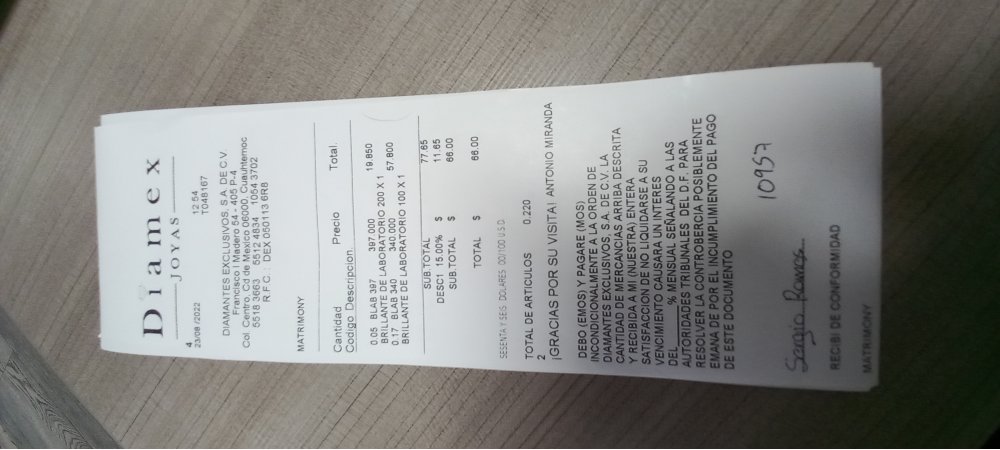 Diamex
JOYAS
4
23/08/2022 12 54
T048167
DIAMANTES EXCLUSIVOS, S.A. DE C.V.
Francisco I Madero 54 - 405 P-4
Col. Centro, Cd de Mexico 06000, Cuauhtemoc
5518 3663 5512 4834 1054 3702
R.F.C. : DEX 050113 6R8
MATRIMONY
Cantidad Precio Total.
Codigo Descripcion.
0.05 BLAB 397 397.000 19.850
BRILLANTE DE LABORATORIO 200 X 1
0.17 BLAB 340 340.000 57.800
BRILLANTE DE LABORATORIO 100 X 1
SUB.TOTAL 77.65
DESC1 15.00% $ 11.65
SUB.TOTAL $ 66.00
TOTAL $ 66.00
SESENTA Y SEIS DOLARES 00/100 U.S.D.
TOTAL DE ARTICULOS 0.220
2
¡GRACIAS POR SU VISITA! ANTONIO MIRANDA
DEBO (EMOS) Y PAGARE (MOS)
INCONDICIONALMENTE A LA ORDEN DE
DIAMANTES EXCLUSIVOS, S.A. DE C.V. LA
CANTIDAD DE MERCANCIAS ARRIBA DESCRITA
Y RECIBIDA A MI (NUESTRA) ENTERA
SATISFACCION DE NO LIQUIDARSE A SU
VENCIMIENTO CAUSARA UN INTERES
DEL____% MENSUAL SEÑALANDO A LAS
AUTORIDADES TRIBUNALES DEL D.F. PARA
RESOLVER LA CONTROBERCIA POSIBLEMENTE
EMANA DE POR EL INCUMPLIMIENTO DEL PAGO
DE ESTE DOCUMENTO
10957
Sergio Ramos
RECIBI DE CONFORMIDAD
MATRIMONY